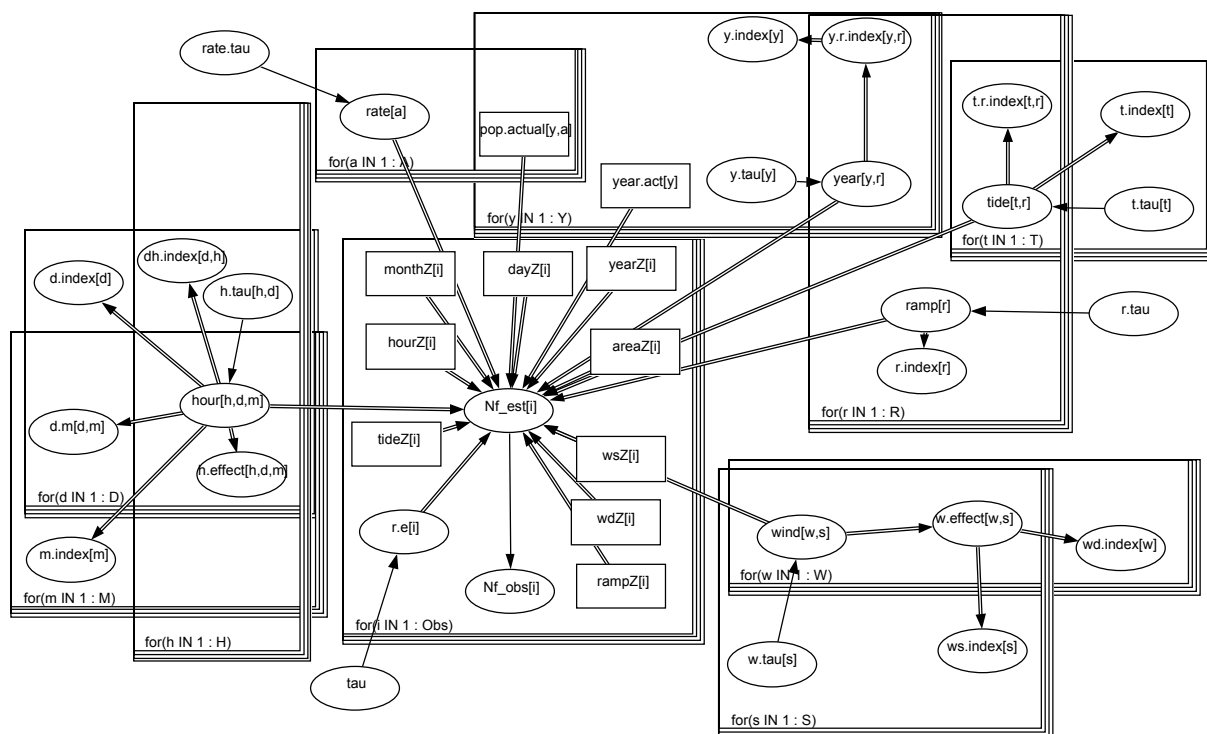 y.index[y]
y.r.index[y,r]
rate.tau
rate[a]
t.r.index[t,r]
t.index[t]
pop.actual[y,a]
for(a IN 1 : A)
y.tau[y]
year[y,r]
year.act[y]
tide[t,r]
t.tau[t]
for(y IN 1 : Y)
for(t IN 1 : T)
dh.index[d,h]
d.index[d]
h.tau[h,d]
monthZ[i]
dayZ[i]
yearZ[i]
ramp[r]
r.tau
hourZ[i]
areaZ[i]
r.index[r]
hour[h,d,m]
Nf_est[i]
for(r IN 1 : R)
d.m[d,m]
tideZ[i]
wsZ[i]
h.effect[h,d,m]
for(d IN 1 : D)
r.e[i]
wdZ[i]
w.effect[w,s]
wind[w,s]
wd.index[w]
m.index[m]
rampZ[i]
for(w IN 1 : W)
Nf_obs[i]
for(m IN 1 : M)
for(h IN 1 : H)
for(i IN 1 : Obs)
ws.index[s]
w.tau[s]
tau
for(s IN 1 : S)